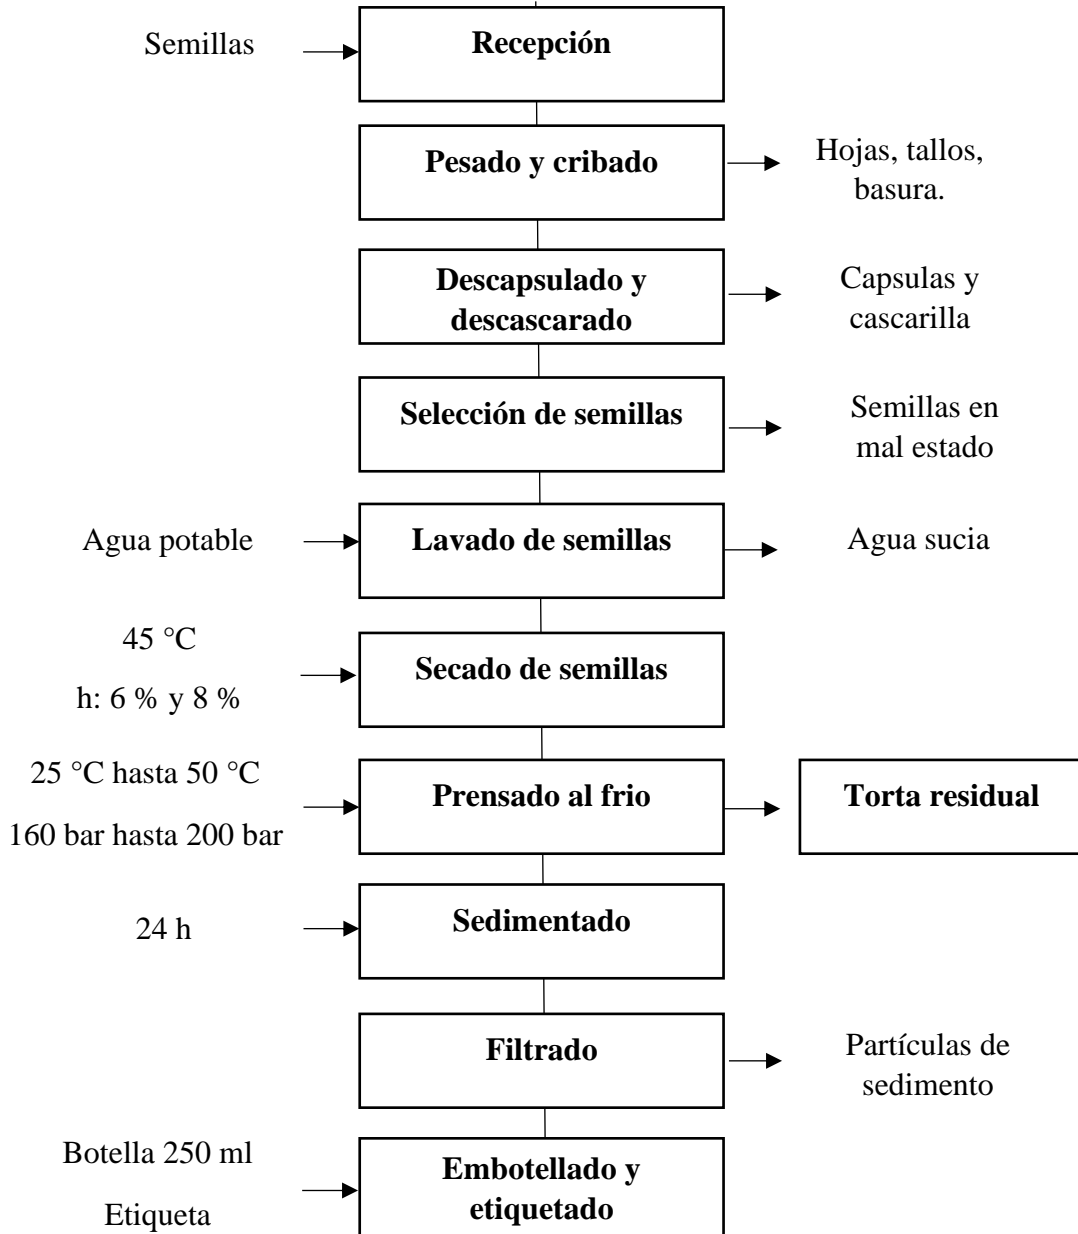 Semillas
Recepción
Pesado y cribado
Hojas, tallos,
basura.
Descapsulado y
descascarado
Capsulas y
cascarilla
Selección de semillas
Semillas en
mal estado
Agua potable
Lavado de semillas
Agua sucia
45 °C
h: 6 % y 8 %
Secado de semillas
25 °C hasta 50 °C
160 bar hasta 200 bar
Prensado al frio
Torta residual
24 h
Sedimentado
Filtrado
Partículas de
sedimento
Botella 250 ml
Etiqueta
Embotellado y
etiquetado